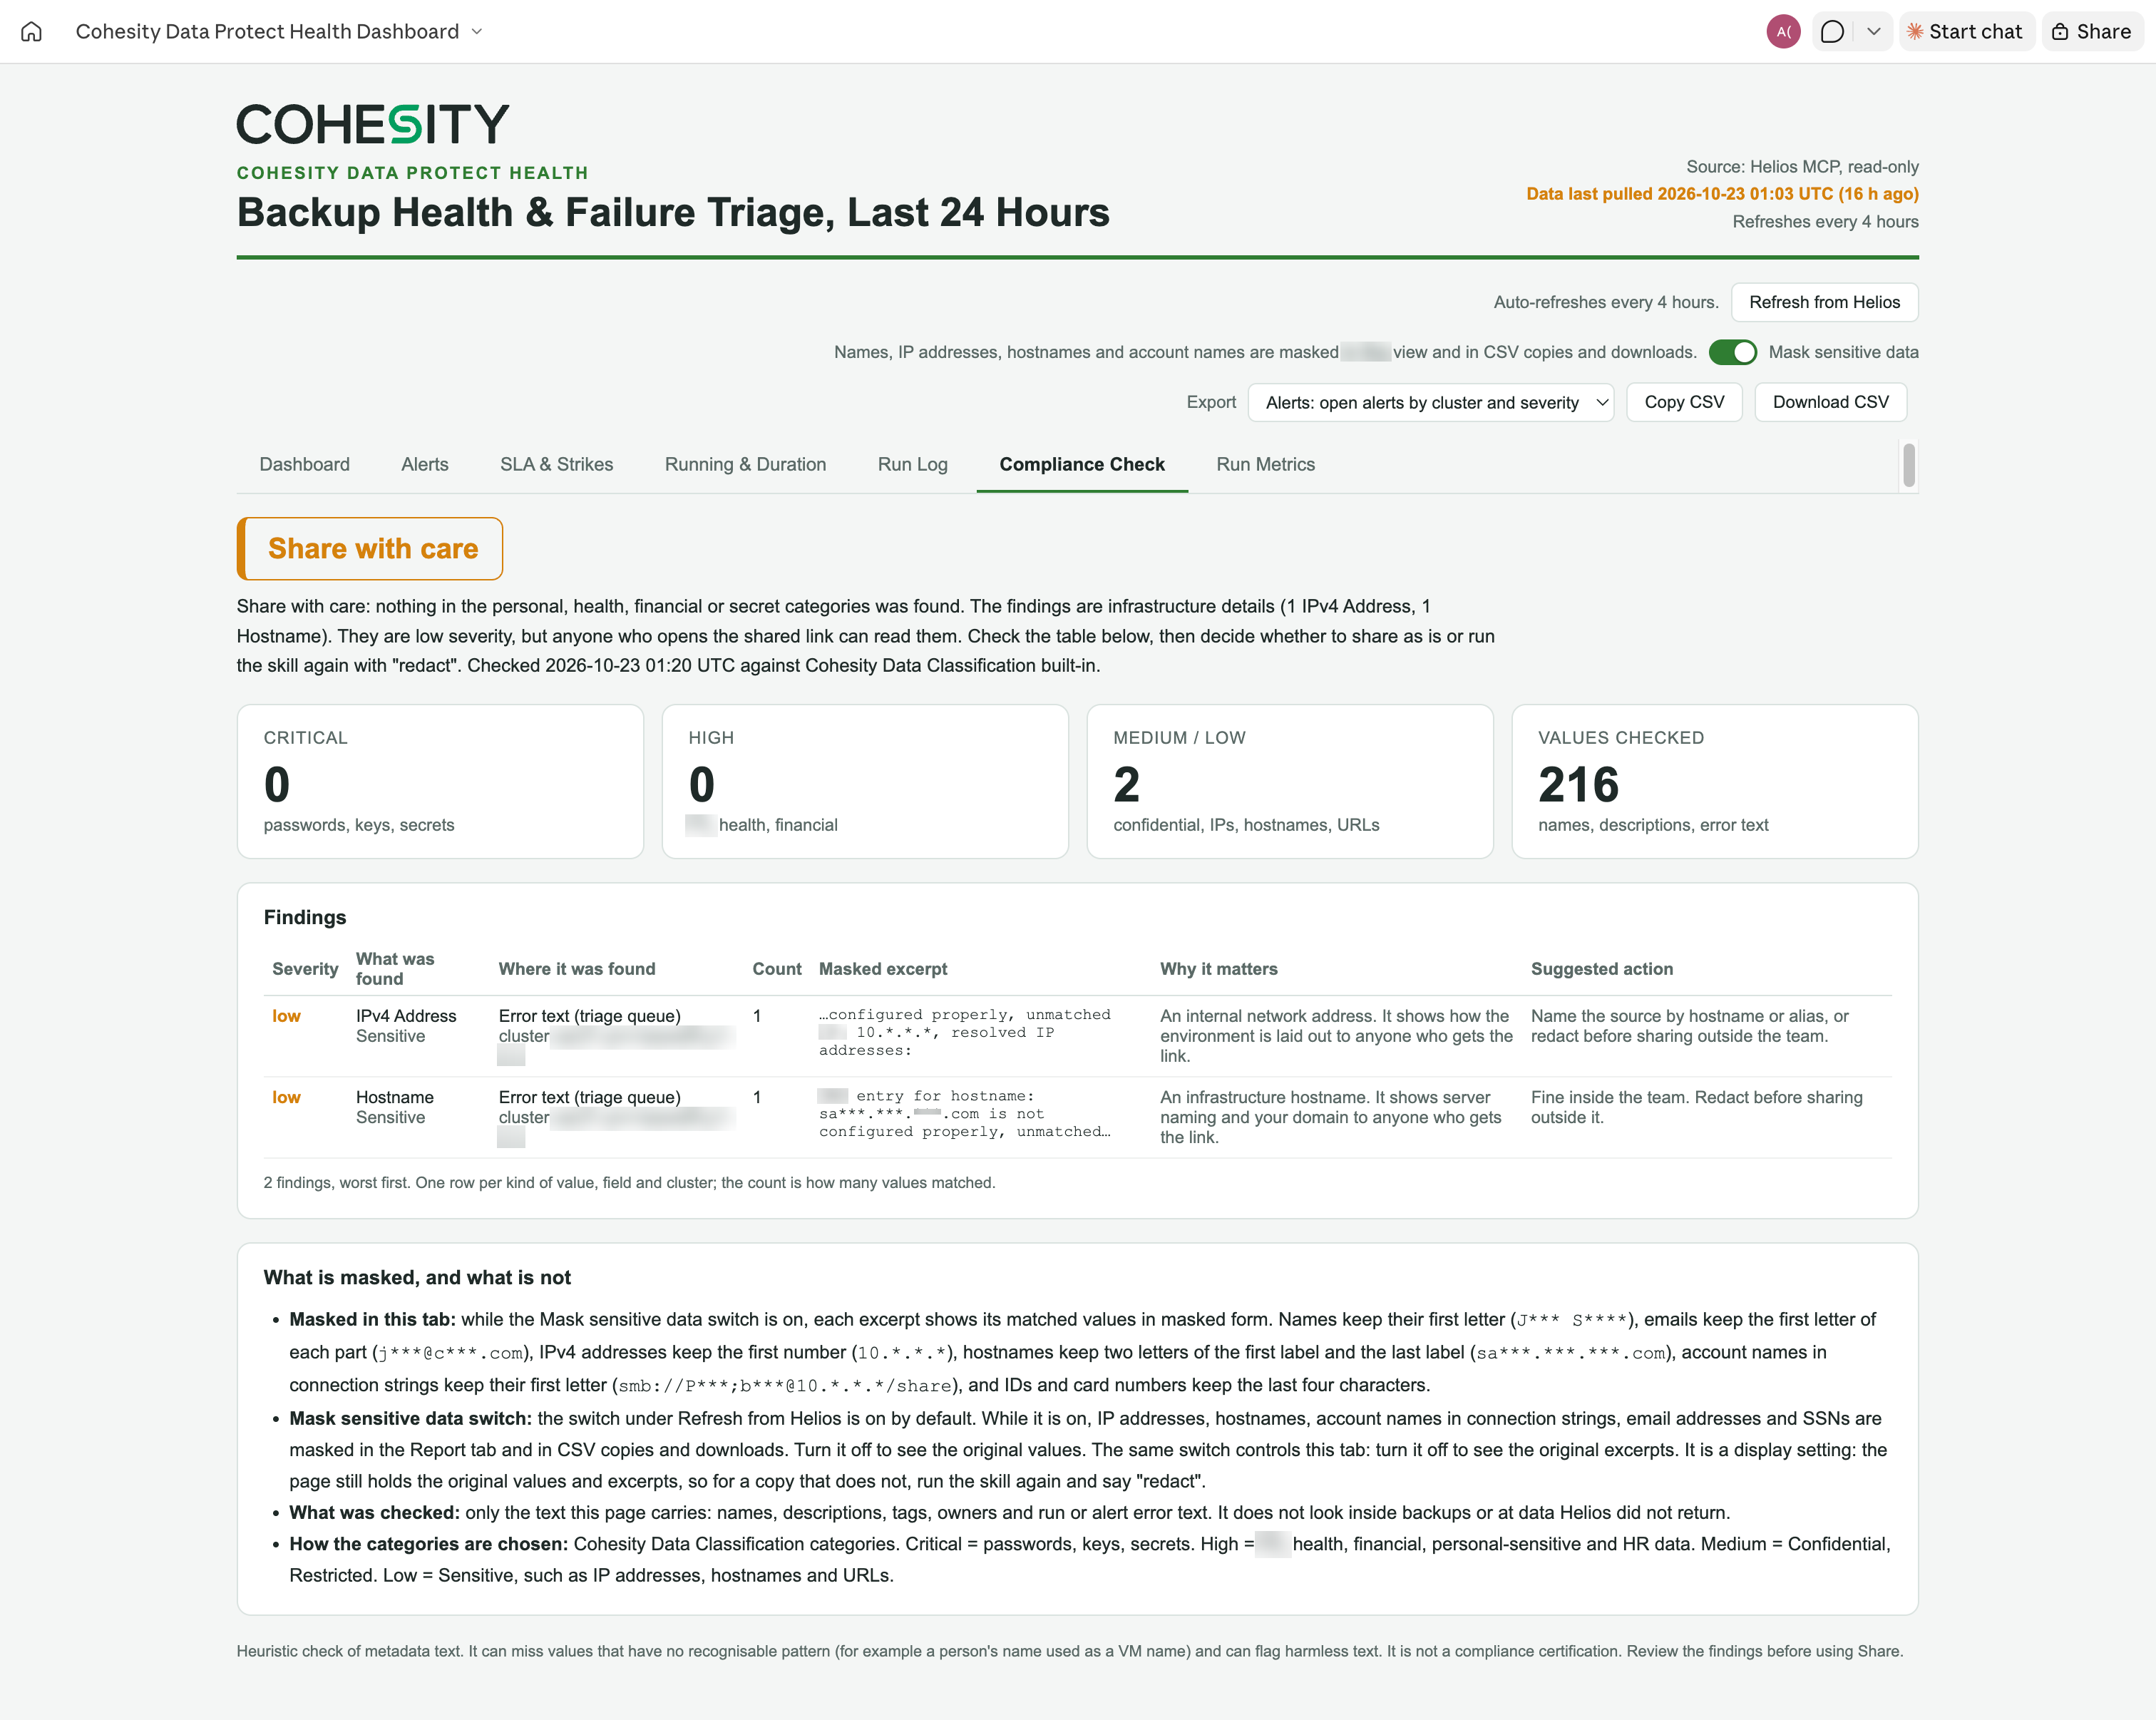 Cohesity Data Protect Health Dashboard
A(
Start chat
Share
COHESITY
COHESITY DATA PROTECT HEALTH
Backup Health & Failure Triage, Last 24 Hours
Source: Helios MCP, read-only
Data last pulled 2026-10-23 01:03 UTC (16 h ago)
Refreshes every 4 hours
Auto-refreshes every 4 hours.
Refresh from Helios
Names, IP addresses, hostnames and account names are masked view and in CSV copies and downloads.
Mask sensitive data
Export
Alerts: open alerts by cluster and severity
Copy CSV
Download CSV
Dashboard
Alerts
SLA & Strikes
Running & Duration
Run Log
Compliance Check
Run Metrics
Share with care
Share with care: nothing in the personal, health, financial or secret categories was found. The findings are infrastructure details (1 IPv4 Address, 1
Hostname). They are low severity, but anyone who opens the shared link can read them. Check the table below, then decide whether to share as is or run
the skill again with "redact". Checked 2026-10-23 01:20 UTC against Cohesity Data Classification built-in.
CRITICAL
0
passwords, keys, secrets
HIGH
0
health, financial
MEDIUM / LOW
2
confidential, IPs, hostnames, URLs
VALUES CHECKED
216
names, descriptions, error text
Findings
Severity
What was
found
Where it was found
Count
Masked excerpt
Why it matters
Suggested action
low
IPv4 Address
Sensitive
Error text (triage queue)
cluster
1
…configured properly, unmatched
10.*.*.*, resolved IP
addresses:
An internal network address. It shows how the
environment is laid out to anyone who gets the
link.
Name the source by hostname or alias, or
redact before sharing outside the team.
low
Hostname
Sensitive
Error text (triage queue)
cluster
1
entry for hostname:
sa***.***. .com is not
configured properly, unmatched…
An infrastructure hostname. It shows server
naming and your domain to anyone who gets
the link.
Fine inside the team. Redact before sharing
outside it.
2 findings, worst first. One row per kind of value, field and cluster; the count is how many values matched.
What is masked, and what is not
• Masked in this tab: while the Mask sensitive data switch is on, each excerpt shows its matched values in masked form. Names keep their first letter (J*** S****), emails keep the first letter of
each part (j***@c***.com), IPv4 addresses keep the first number (10.*.*.*), hostnames keep two letters of the first label and the last label (sa***.***.***.com), account names in
connection strings keep their first letter (smb://P***;b***@10.*.*.*/share), and IDs and card numbers keep the last four characters.
• Mask sensitive data switch: the switch under Refresh from Helios is on by default. While it is on, IP addresses, hostnames, account names in connection strings, email addresses and SSNs are
masked in the Report tab and in CSV copies and downloads. Turn it off to see the original values. The same switch controls this tab: turn it off to see the original excerpts. It is a display setting: the
page still holds the original values and excerpts, so for a copy that does not, run the skill again and say "redact".
• What was checked: only the text this page carries: names, descriptions, tags, owners and run or alert error text. It does not look inside backups or at data Helios did not return.
• How the categories are chosen: Cohesity Data Classification categories. Critical = passwords, keys, secrets. High = health, financial, personal-sensitive and HR data. Medium = Confidential,
Restricted. Low = Sensitive, such as IP addresses, hostnames and URLs.
Heuristic check of metadata text. It can miss values that have no recognisable pattern (for example a person's name used as a VM name) and can flag harmless text. It is not a compliance certification. Review the findings before using Share.